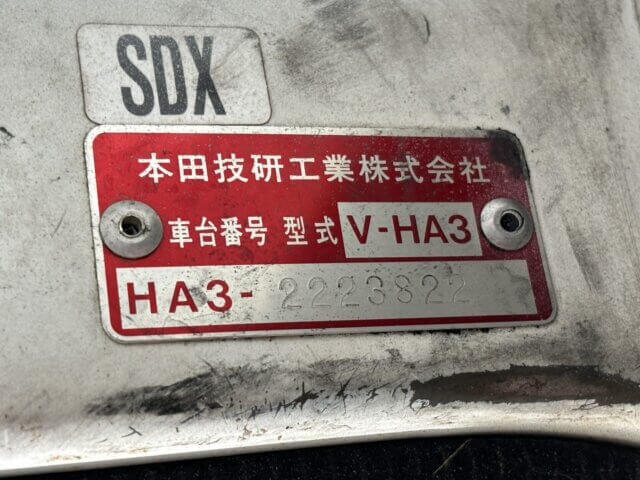 SDX
本田技研工業株式会社
車台番号 型式 V-HA3
HA3-2223822